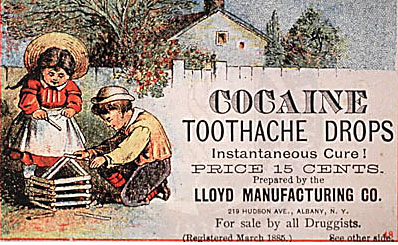 COCAINE
TOOTHACHE DROPS
Instantaneous Cure!
PRICE 15 CENTS.
Prepared by the
LLOYD MANUFACTURING CO.
219 HUDSON AVE., ALBANY, N. Y.
For sale by all Druggists.
(Registered March 1885.) See other side.